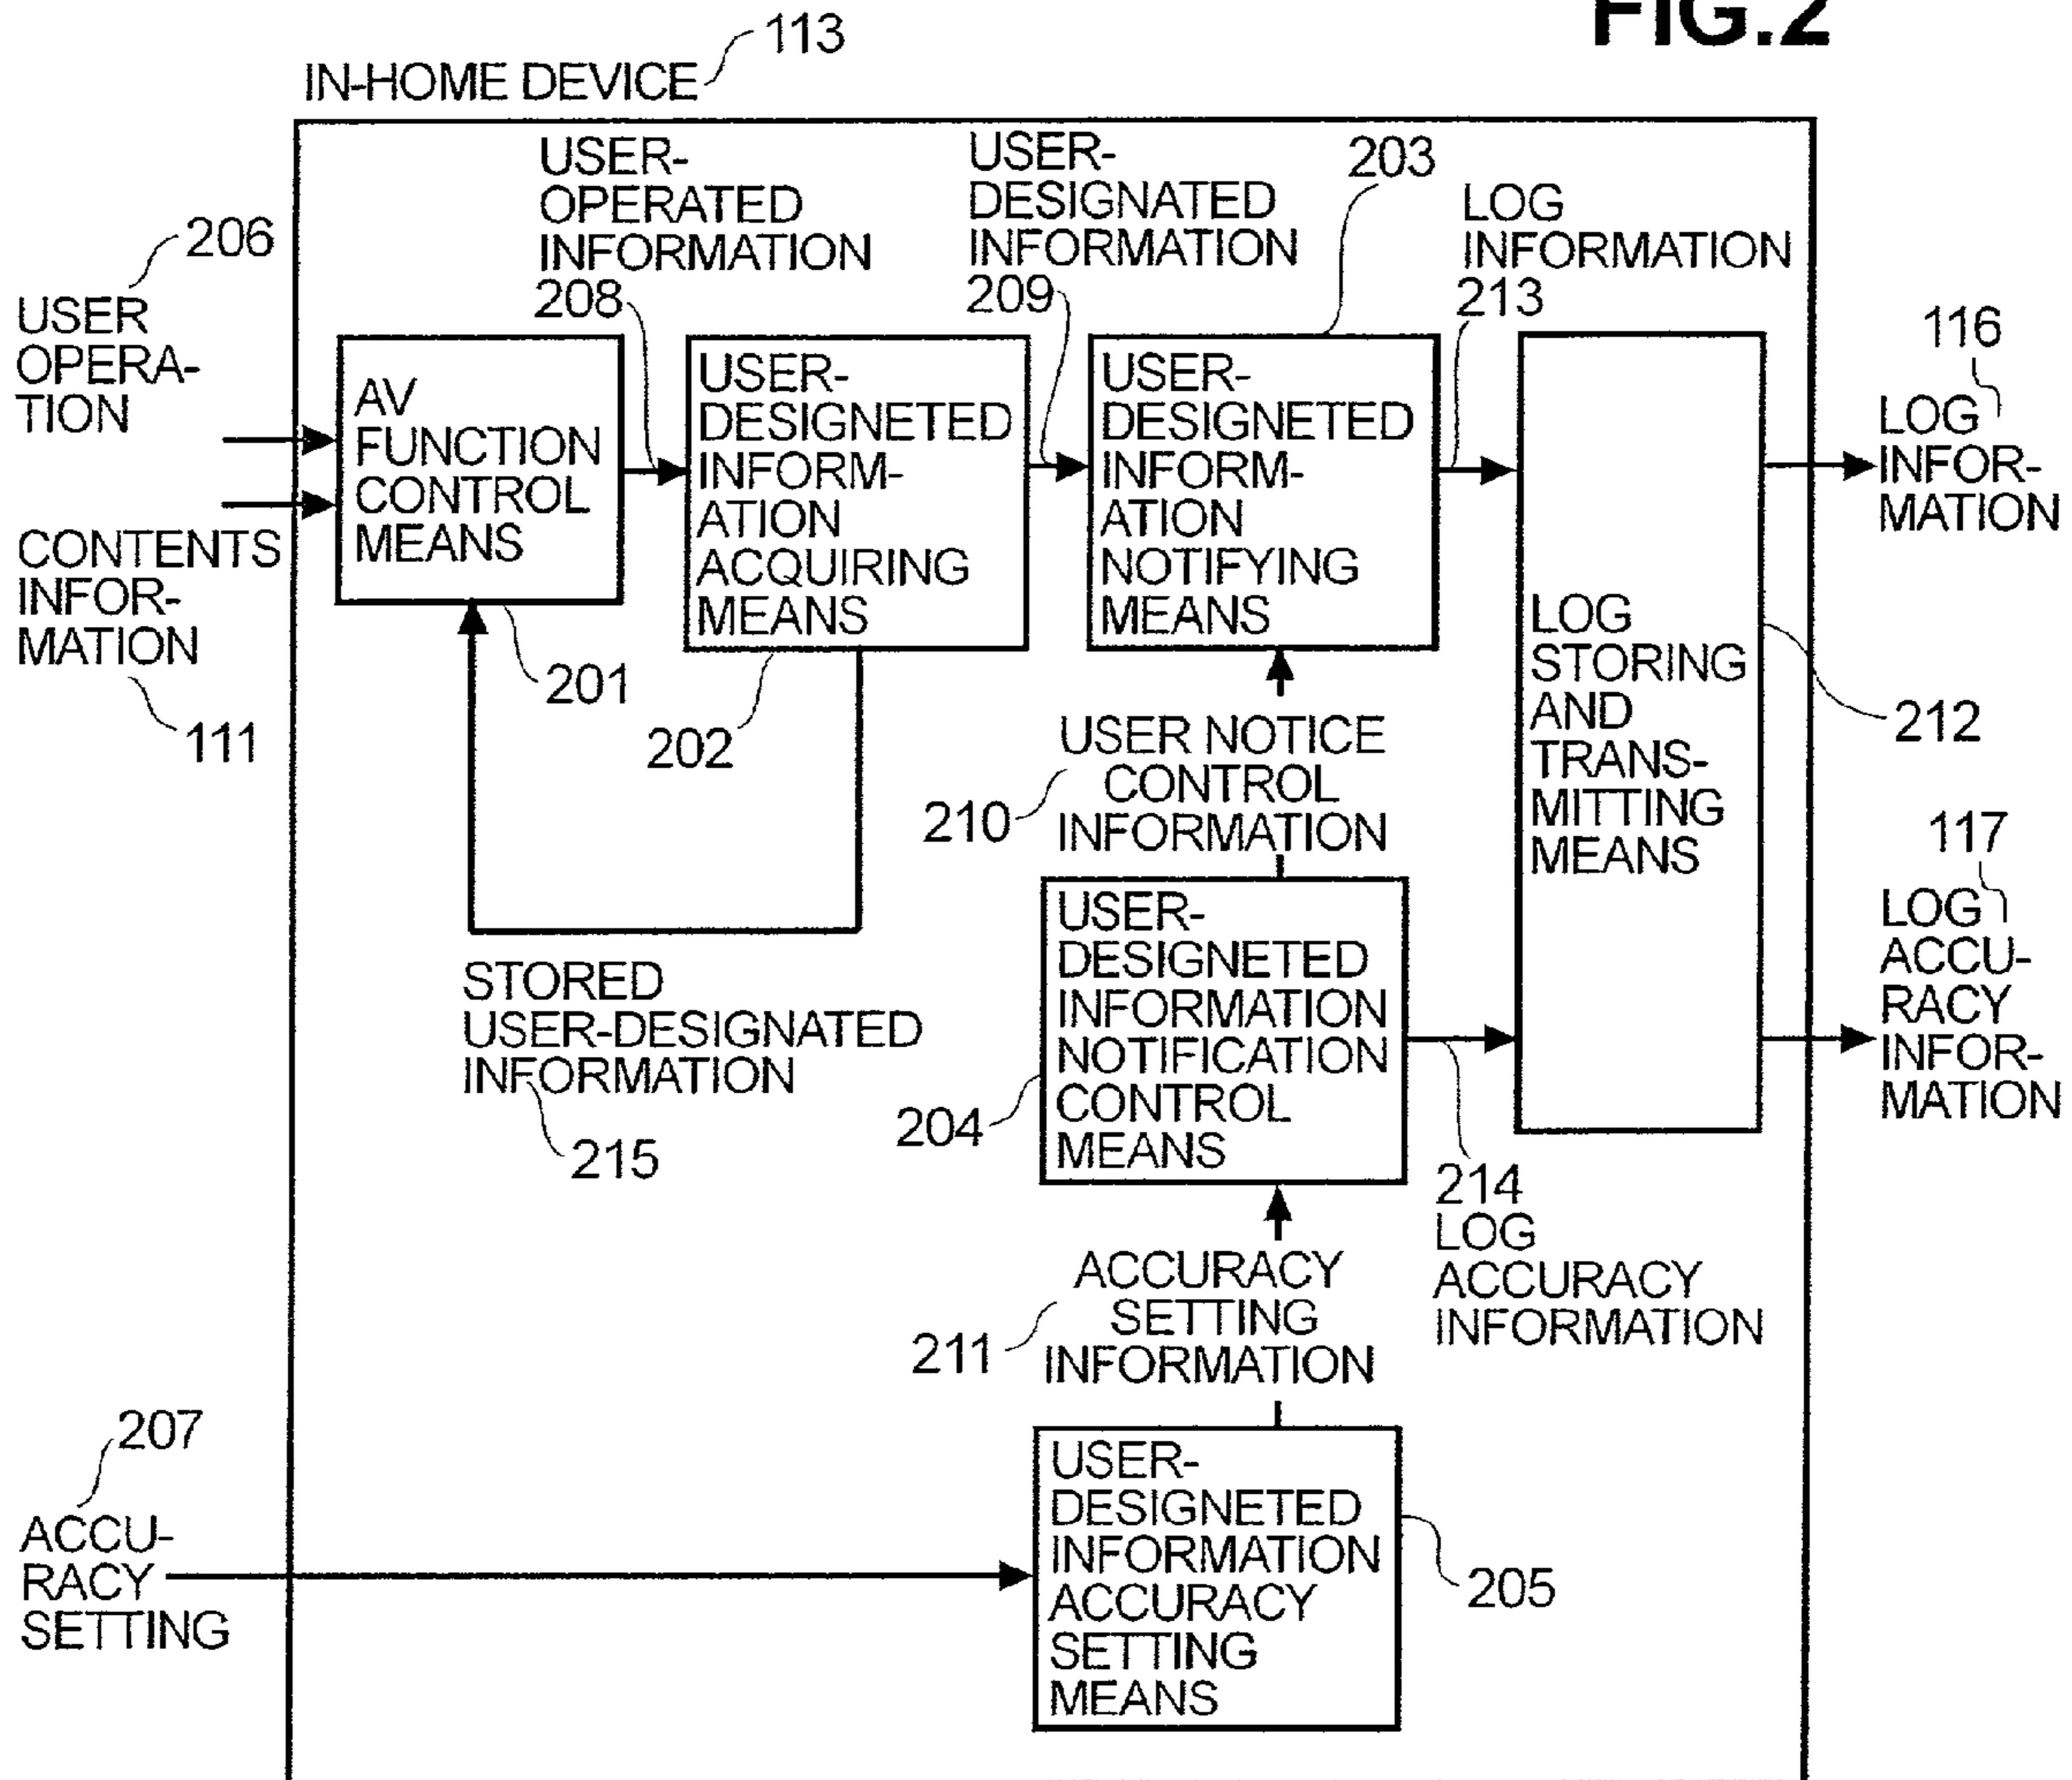 FIG.2
113
IN-HOME DEVICE
USER-
OPERATED
INFORMATION
208
USER-
DESIGNATED
INFORMATION
209
203
LOG
INFORMATION
213
206
USER
OPERA-
TION
CONTENTS
INFOR-
MATION
111
AV
FUNCTION
CONTROL
MEANS
201
USER-
DESIGNETED
INFORM-
ATION
ACQUIRING
MEANS
202
USER-
DESIGNETED
INFORM-
ATION
NOTIFYING
MEANS
LOG
STORING
AND
TRANS-
MITTING
MEANS
212
116
LOG
INFOR-
MATION
117
LOG
ACCU-
RACY
INFOR-
MATION
STORED
USER-DESIGNATED
INFORMATION
215
USER NOTICE
CONTROL
INFORMATION
210
USER-
DESIGNETED
INFORMATION
NOTIFICATION
CONTROL
MEANS
204
214
LOG
ACCURACY
INFORMATION
ACCURACY
SETTING
INFORMATION
211
207
ACCU-
RACY
SETTING
USER-
DESIGNETED
INFORMATION
ACCURACY
SETTING
MEANS
205